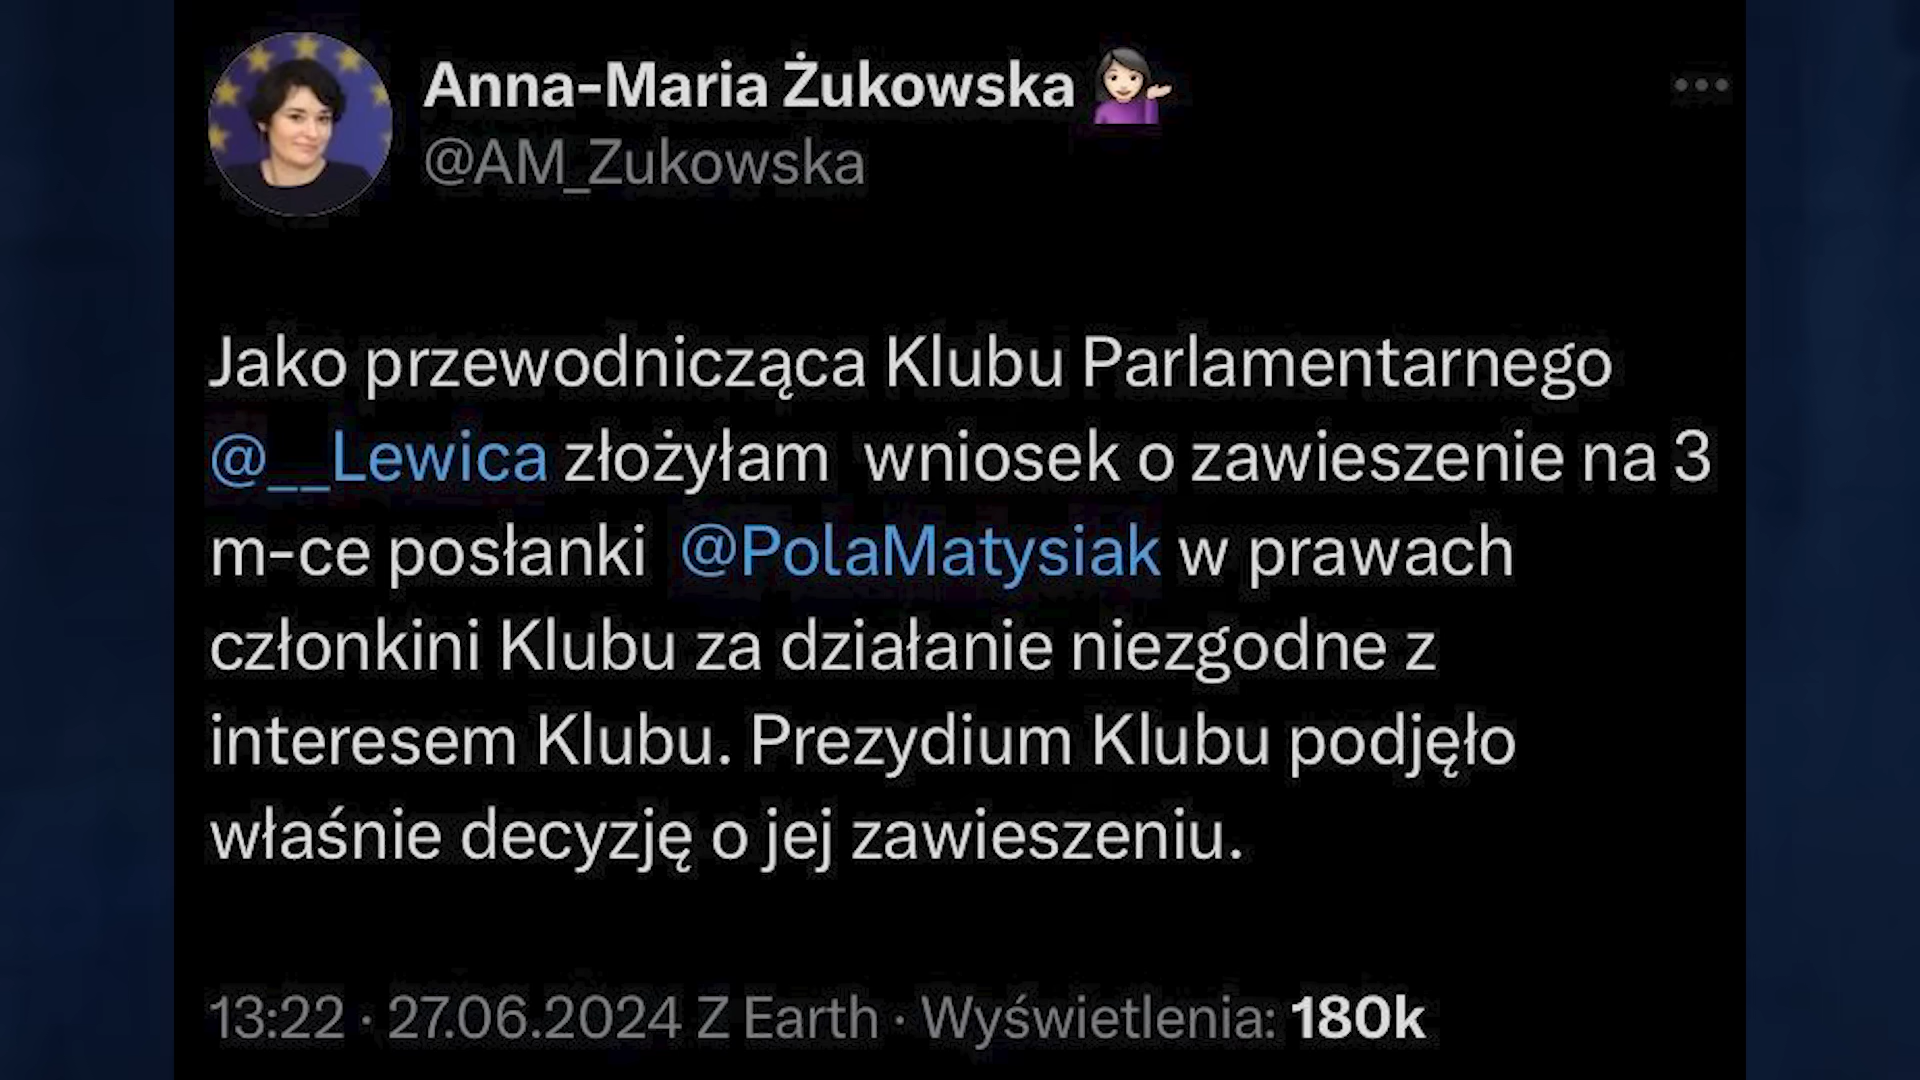 Anna-Maria Żukowska 💁🏻‍♀️
@AM_Zukowska
Jako przewodnicząca Klubu Parlamentarnego
@__Lewica złożyłam  wniosek o zawieszenie na 3
m-ce posłanki  @PolaMatysiak w prawach
członkini Klubu za działanie niezgodne z
interesem Klubu. Prezydium Klubu podjęło
właśnie decyzję o jej zawieszeniu.
13:22 · 27.06.2024 Z Earth · Wyświetlenia: 180k